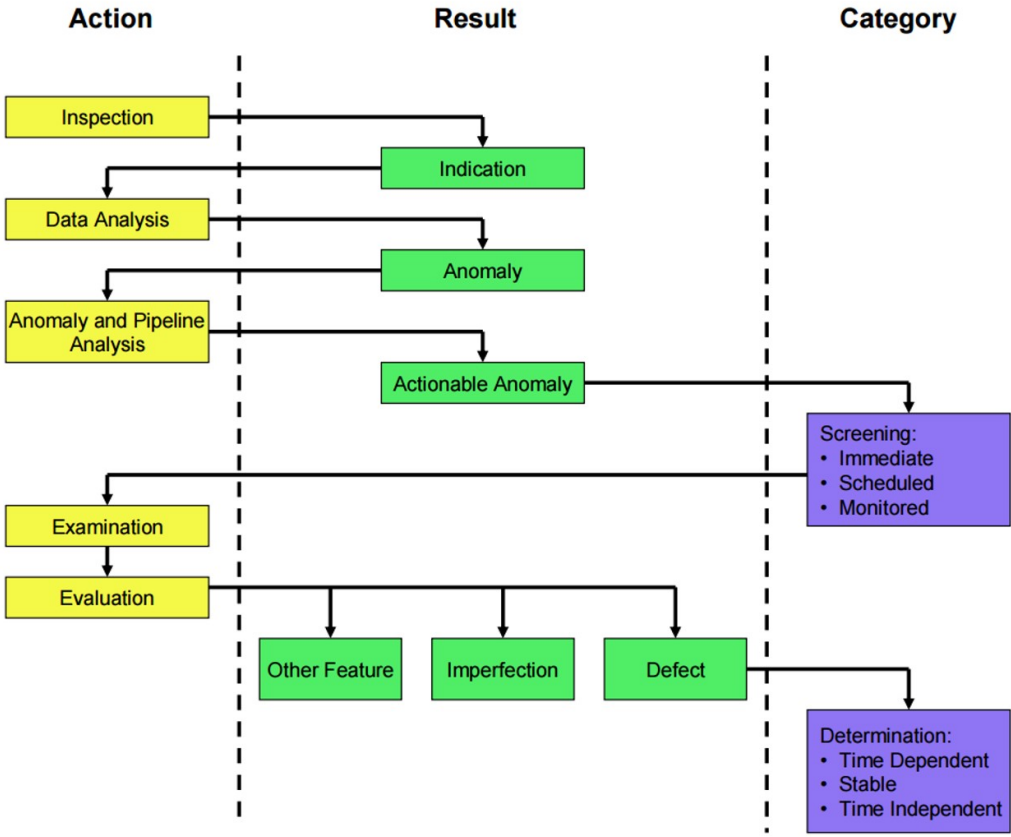 Action
Result
Category
Inspection
Indication
Data Analysis
Anomaly
Anomaly and Pipeline
Analysis
Actionable Anomaly
Screening:
• Immediate
• Scheduled
• Monitored
Examination
Evaluation
Other Feature
Imperfection
Defect
Determination:
• Time Dependent
• Stable
• Time Independent